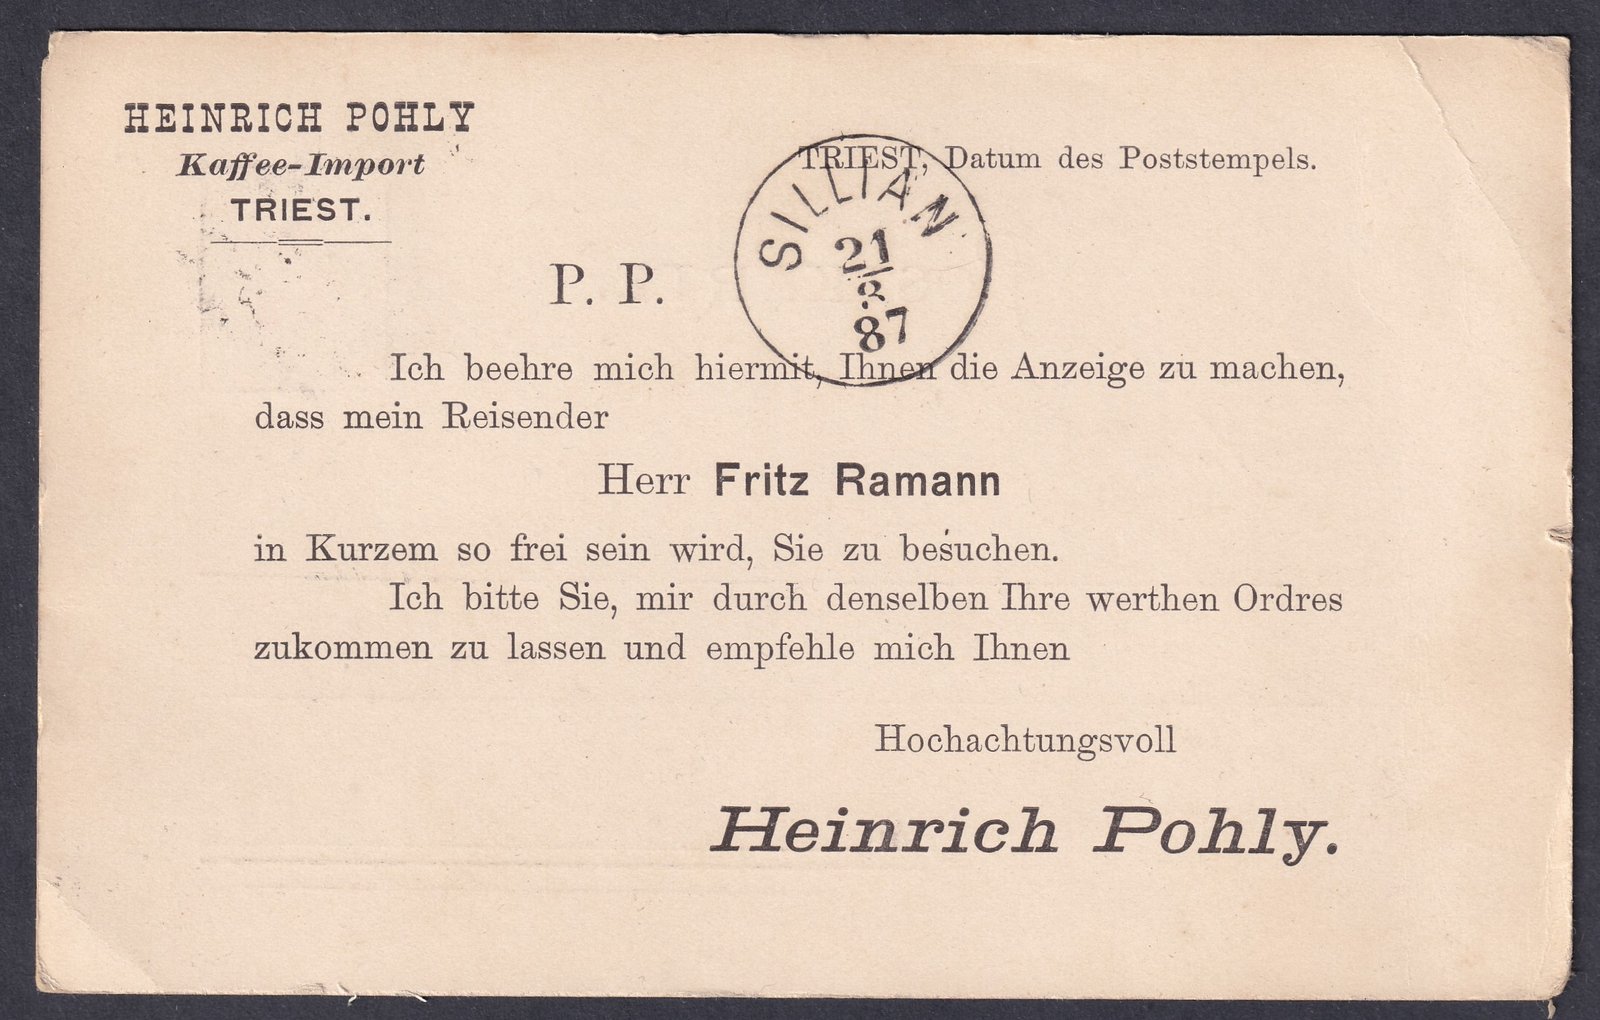 HEINRICH POHLY
Kaffee-Import
TRIEST.
TRIEST, Datum des Poststempels.
SILLIAN
21
87
P. P.
Ich beehre mich hiermit, Ihnen die Anzeige zu machen,
dass mein Reisender
Herr Fritz Ramann
in Kurzem so frei sein wird, Sie zu besuchen.
Ich bitte Sie, mir durch denselben Ihre werthen Ordres
zukommen zu lassen und empfehle mich Ihnen
Hochachtungsvoll
Heinrich Pohly.